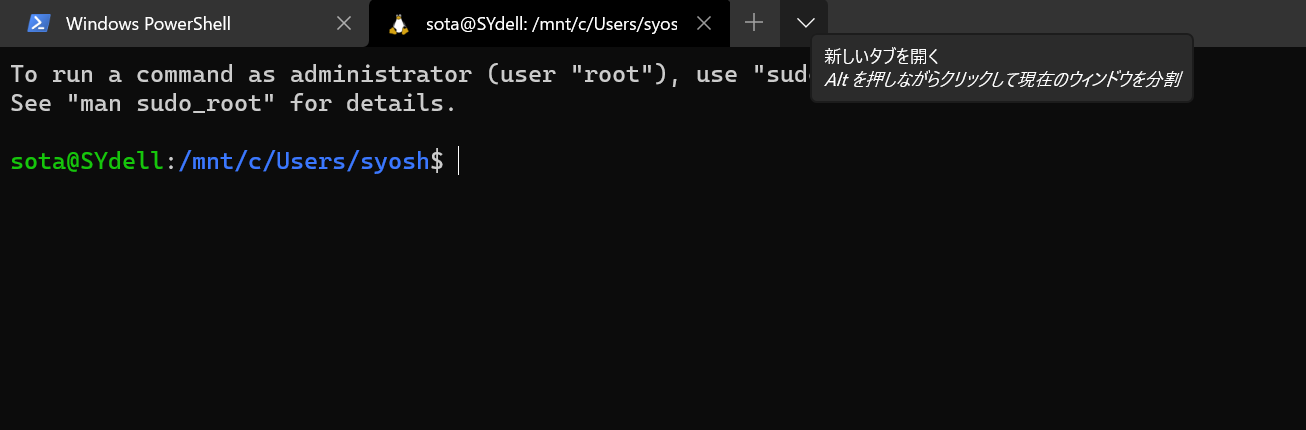 Windows PowerShell
sota@SYdell: /mnt/c/Users/syos
新しいタブを開く
Alt を押しながらクリックして現在のウィンドウを分割
To run a command as administrator (user "root"), use "sud
See "man sudo_root" for details.
sota@SYdell:/mnt/c/Users/syosh$